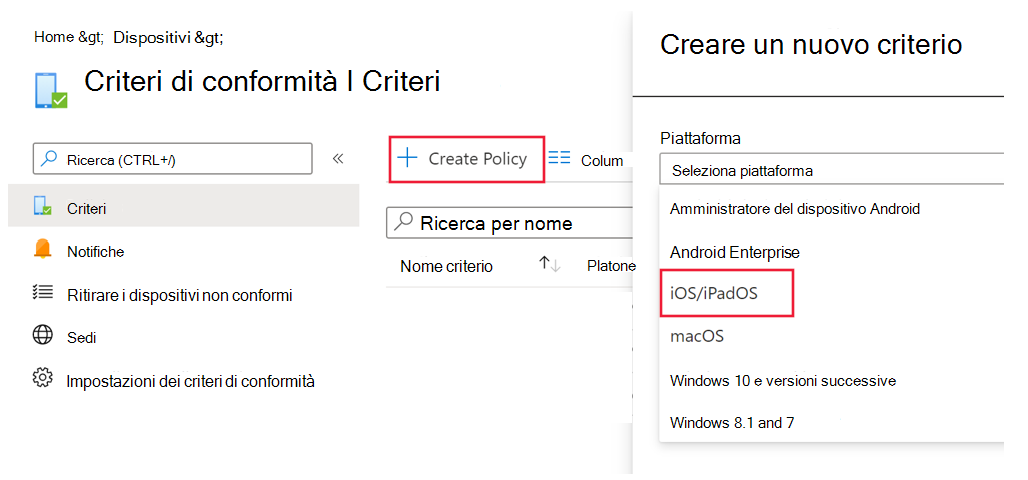 Home &gt; Dispositivi &gt;
Criteri di conformità I Criteri
Ricerca (CTRL+/)
«
Criteri
Notifiche
Ritirare i dispositivi non conformi
Sedi
Impostazioni dei criteri di conformità
+ Create Policy
Colum
Ricerca per nome
Nome criterio ↑↓ Platone
Creare un nuovo criterio
Piattaforma
Seleziona piattaforma
Amministratore del dispositivo Android
Android Enterprise
iOS/iPadOS
macOS
Windows 10 e versioni successive
Windows 8.1 and 7